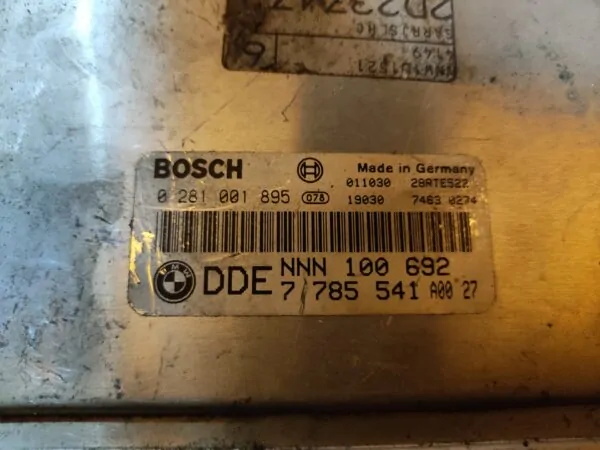 BOSCH Made in Germany
0 281 001 895 078 011030 28RTE522
19030 7463 0274
BMW DDE NNN 100 692
7 785 541 A00 27